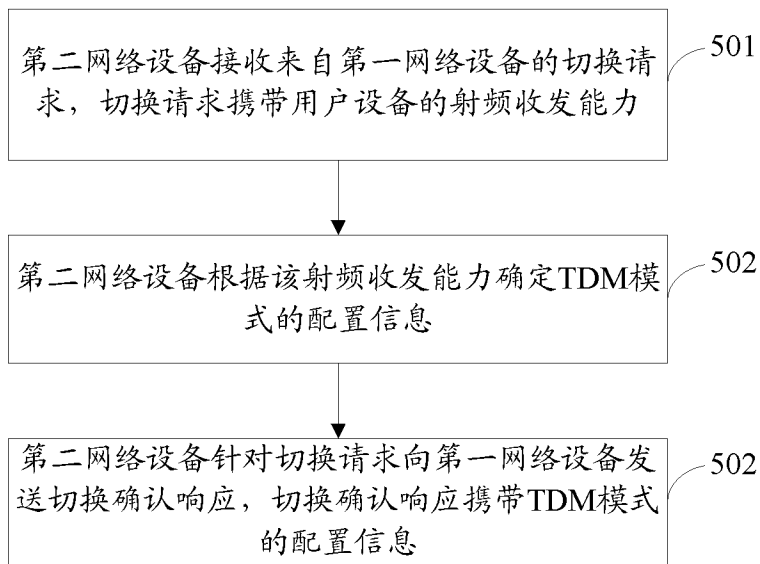 第二网络设备接收来自第一网络设备的切换请
求，切换请求携带用户设备的射频收发能力
501
第二网络设备根据该射频收发能力确定TDM模
式的配置信息
502
第二网络设备针对切换请求向第一网络设备发
送切换确认响应，切换确认响应携带TDM模式
的配置信息
502